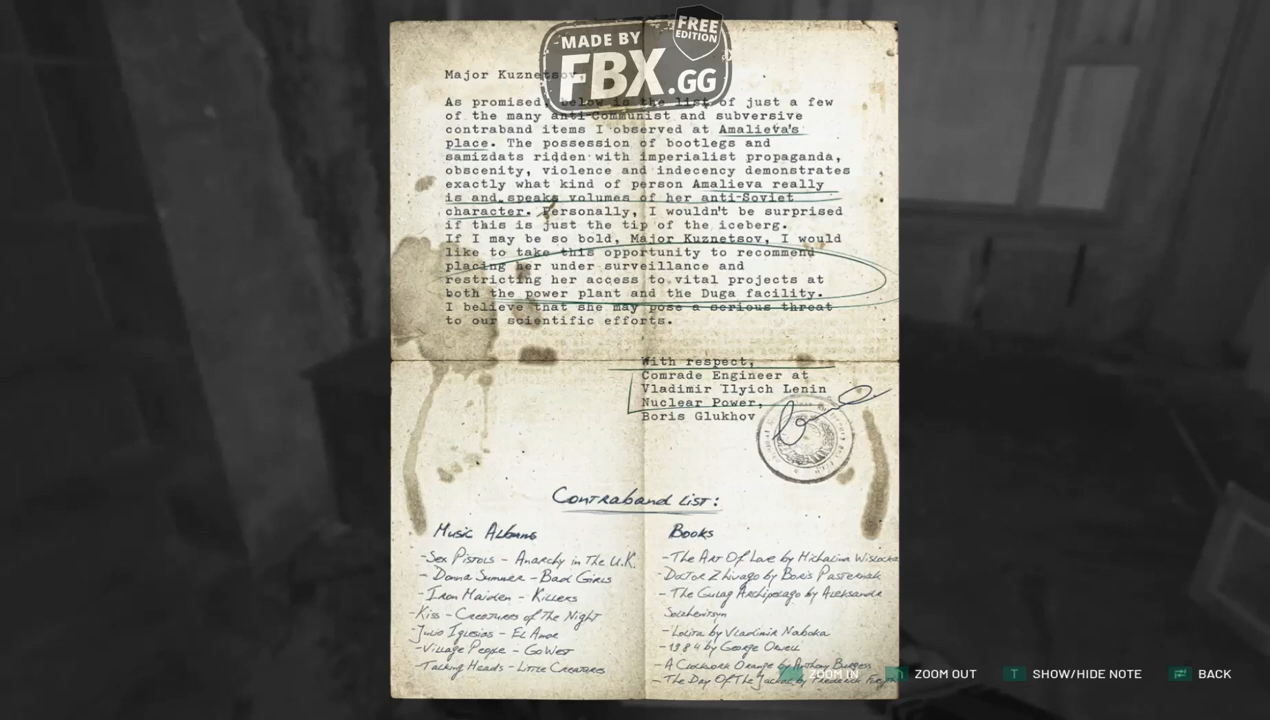 MADE BY
FREE
EDITION
FBX.GG
Major Kuznetsov,
As promised, below is the list of just a few
of the many anti-Communist and subversive
contraband items I observed at Amalieva's
place. The possession of bootlegs and
samizdats ridden with imperialist propaganda,
obscenity, violence and indecency demonstrates
exactly what kind of person Amalieva really
is and speaks volumes of her anti-Soviet
character. Personally, I wouldn't be surprised
if this is just the tip of the iceberg.
If I may be so bold, Major Kuznetsov, I would
like to take this opportunity to recommend
placing her under surveillance and
restricting her access to vital projects at
both the power plant and the Duga facility.
I believe that she may pose a serious threat
to our scientific efforts.
With respect,
Comrade Engineer at
Vladimir Ilyich Lenin
Nuclear Power,
Boris Glukhov
Contraband List:
Music Albums
-Sex Pistols - Anarchy in The U.K.
- Donna Summer - Bad Girls
-Iron Maiden - Killers
Kiss - Creatures of The Night
Julio Iglesias - El Amor
-Village People - Go West
-Talking Heads - Little Creatures
Books
-The Art Of Love by Michalina Wislocka
-Doctor Zhivago by Boris Pasternak
- The Gulag Archipelago by Aleksandr
Solzhenitsyn
-Lolita by Vladimir Naboka
-1984 by George Orwell
-A Clockwork Orange by Anthony Burgess
-The Day Of The Jackal by Frederick
ZOOM IN
ZOOM OUT
T SHOW/HIDE NOTE
BACK